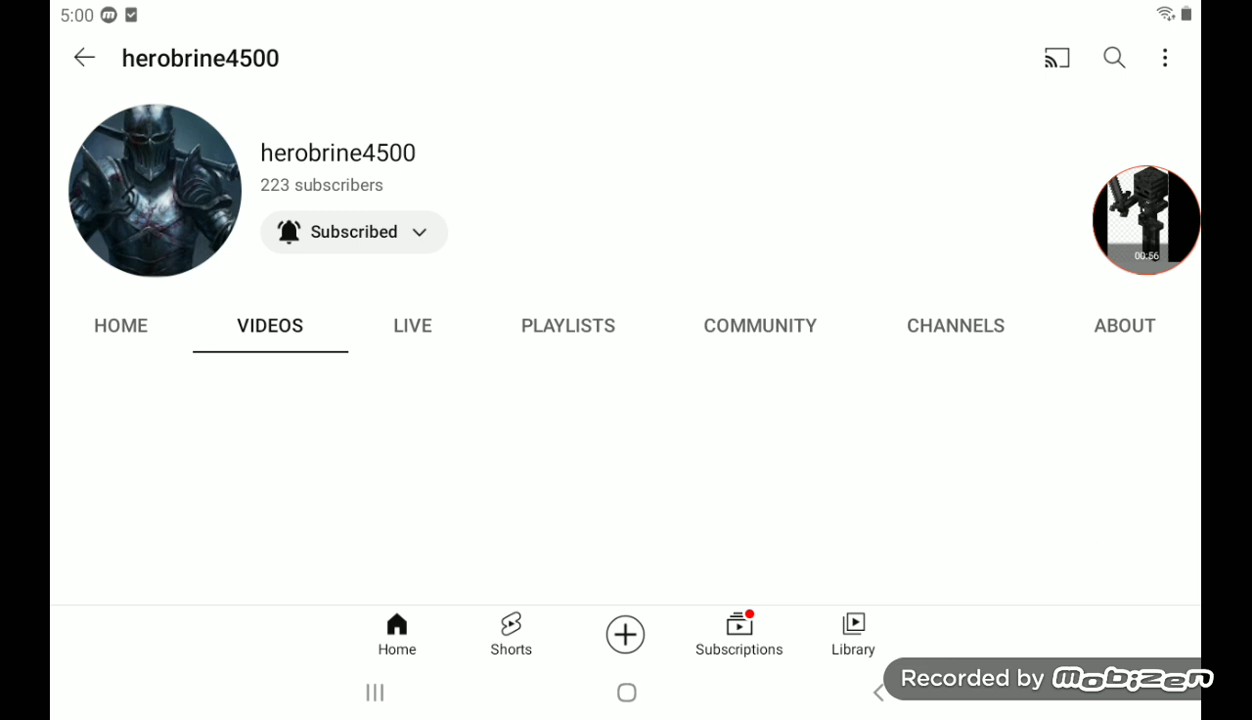 5:00
herobrine4500
herobrine4500
223 subscribers
Subscribed
00:56
HOME VIDEOS LIVE PLAYLISTS COMMUNITY CHANNELS ABOUT
Home Shorts Subscriptions Library
Recorded by mobizen